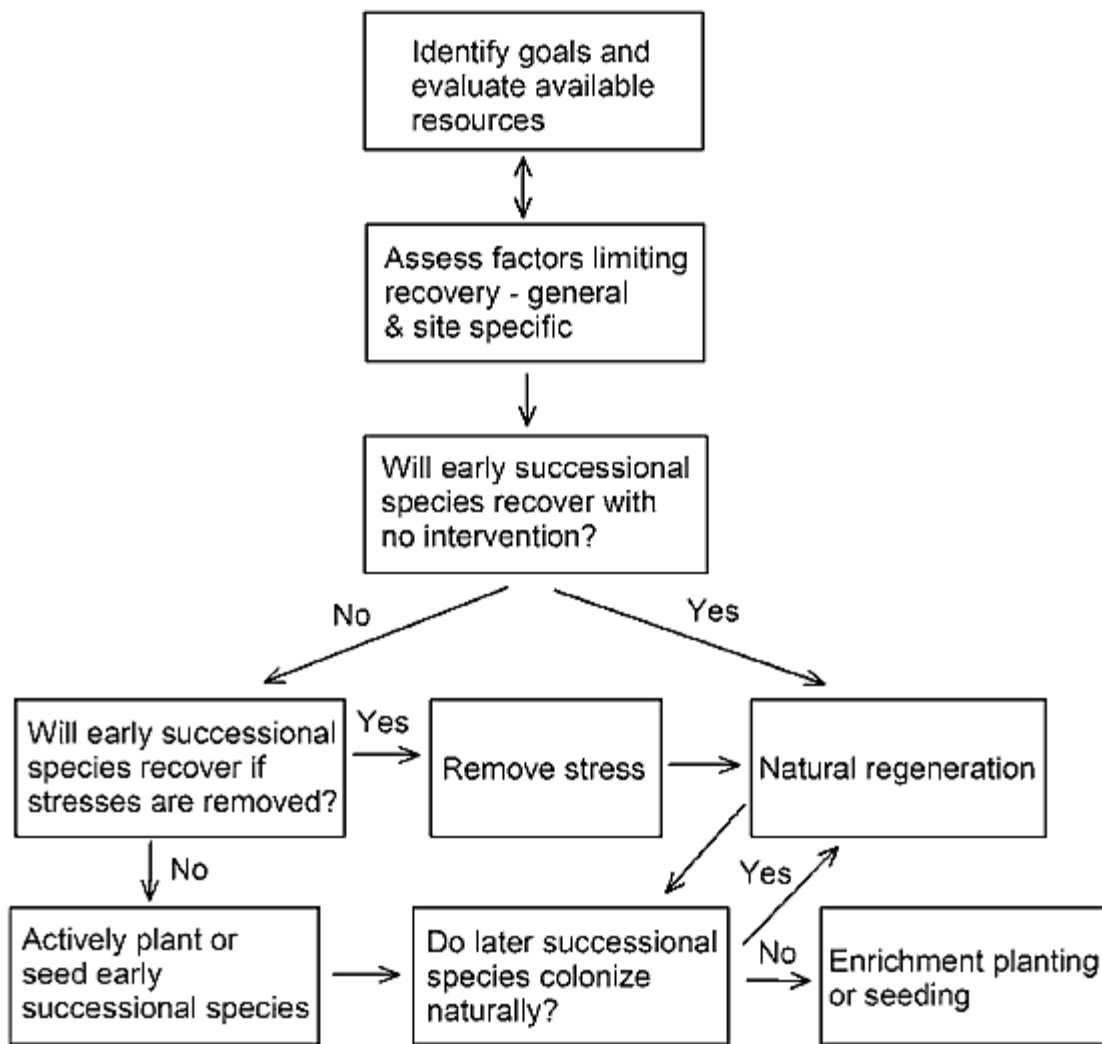 Identify goals and
evaluate available
resources
Assess factors limiting
recovery - general
& site specific
Will early successional
species recover with
no intervention?
No
Yes
Will early successional
species recover if
stresses are removed?
Yes
Remove stress
Natural regeneration
No
Yes
Actively plant or
seed early
successional species
Do later successional
species colonize
naturally?
No
Enrichment planting
or seeding